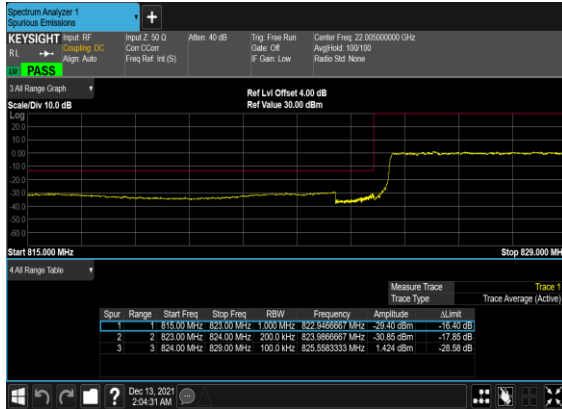 Spectrum Analyzer 1
Spurious Emissions
+
KEYSIGHT Input: RF Input Z: 50 Ω Atten: 40 dB Trig: Free Run Center Freq: 22.005000000 GHz
RL Coupling: DC Corr CCorr Gate: Off Avg|Hold: 100/100
Align: Auto Freq Ref: Int (S) IF Gain: Low Radio Std: None
PASS
3 All Range Graph Ref Lvl Offset 4.00 dB
Scale/Div 10.0 dB Ref Value 30.00 dBm
Log
20.0
10.0
0.00
-10.0
-20.0
-30.0
-40.0
-50.0
-60.0
Start 815.000 MHz Stop 829.000 MHz
4 All Range Table
Measure Trace Trace 1
Trace Type Trace Average (Active)
Spur Range Start Freq Stop Freq RBW Frequency Amplitude ΔLimit
1 1 815.00 MHz 823.00 MHz 1.000 MHz 822.9466667 MHz -29.40 dBm -16.40 dB
2 2 823.00 MHz 824.00 MHz 200.0 kHz 823.9866667 MHz -30.85 dBm -17.85 dB
3 3 824.00 MHz 829.00 MHz 100.0 kHz 825.5583333 MHz 1.424 dBm -28.58 dB
? Dec 13, 2021
2:04:31 AM